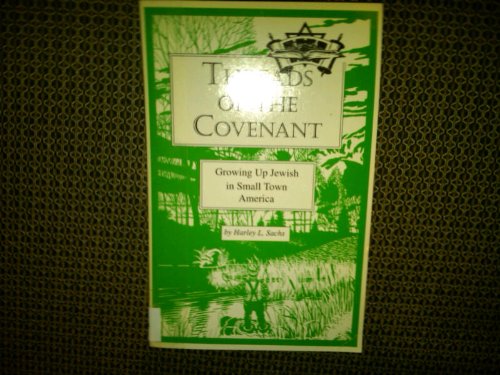 THREADS
OF THE
COVENANT
Growing Up Jewish
in Small Town
America
by Harley L. Sachs